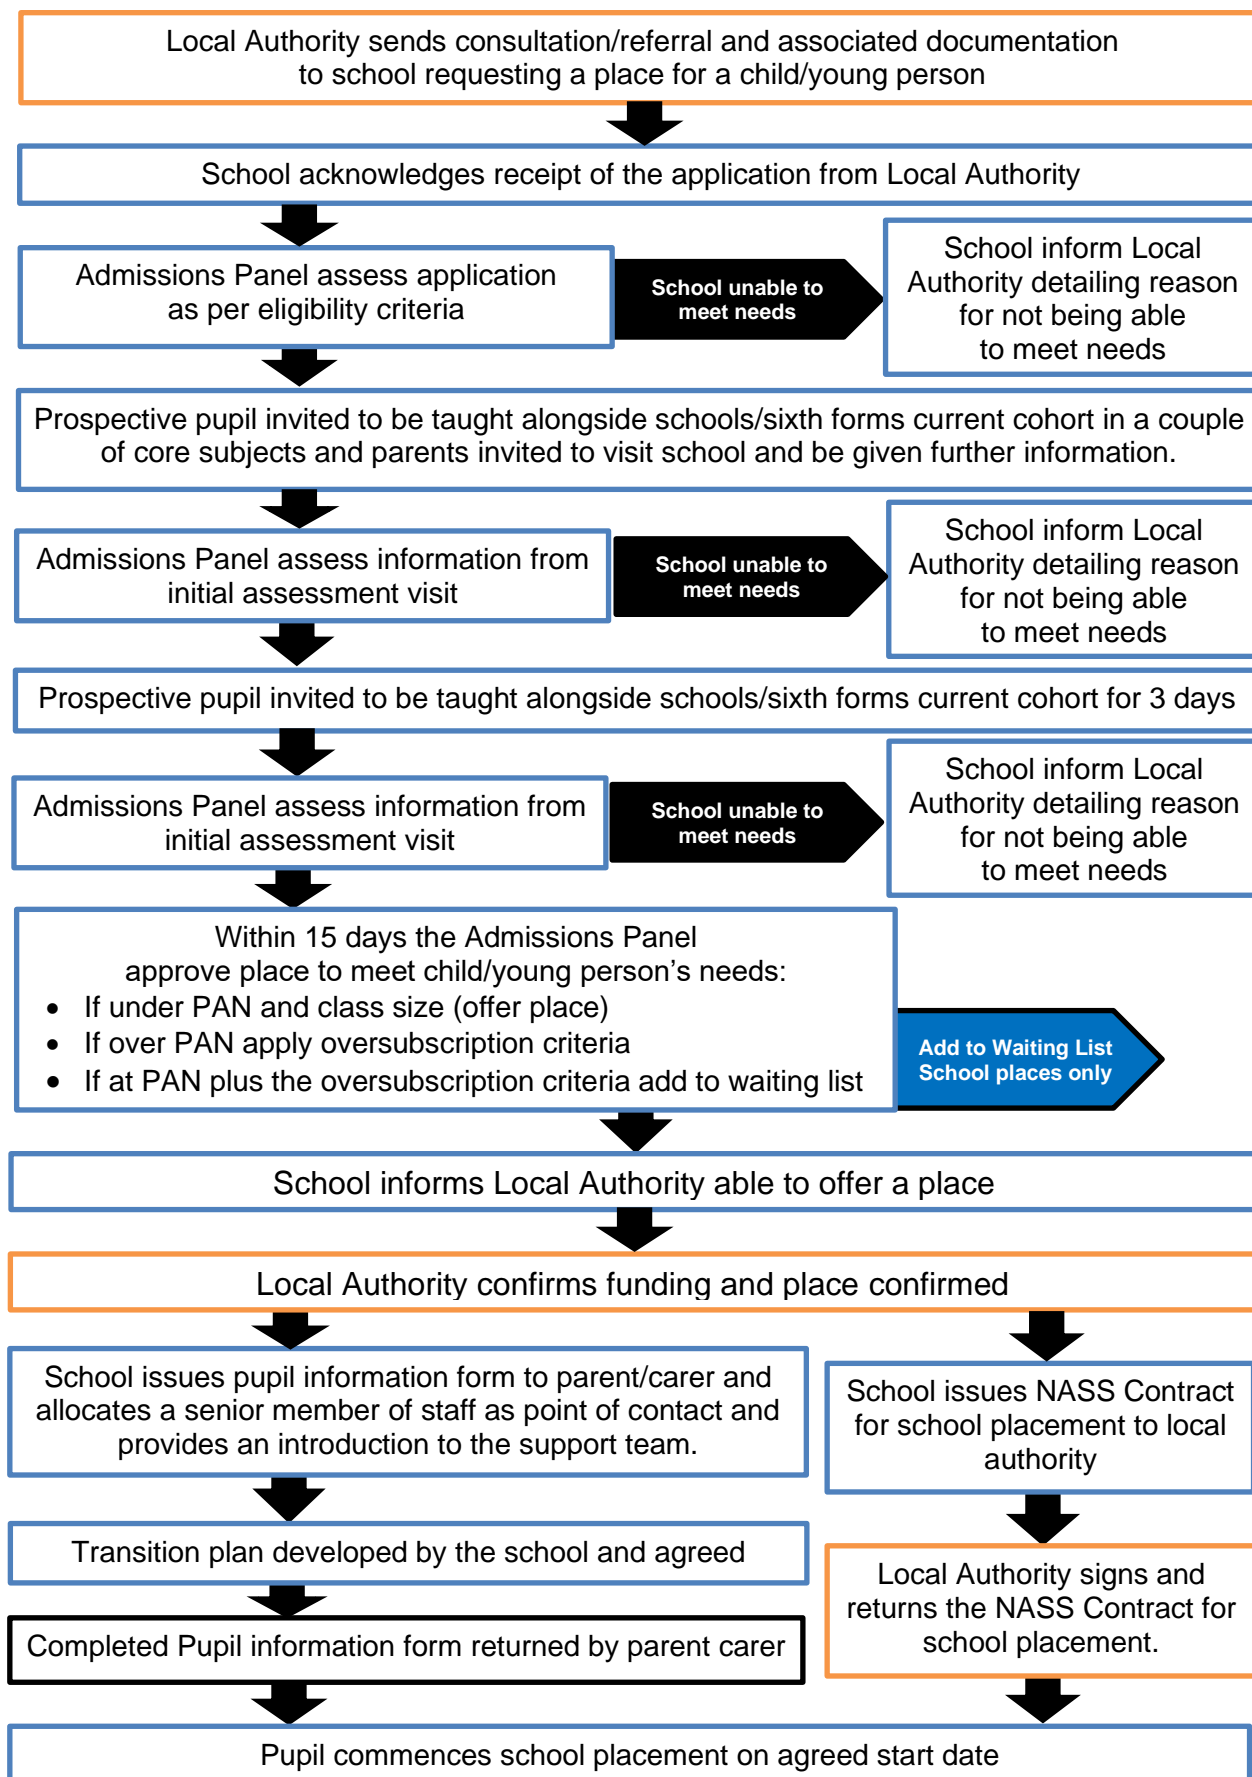 Local Authority sends consultation/referral and associated documentation
to school requesting a place for a child/young person
School acknowledges receipt of the application from Local Authority
Admissions Panel assess application
as per eligibility criteria
School unable to
meet needs
School inform Local
Authority detailing reason
for not being able
to meet needs
Prospective pupil invited to be taught alongside schools/sixth forms current cohort in a couple
of core subjects and parents invited to visit school and be given further information.
Admissions Panel assess information from
initial assessment visit
School unable to
meet needs
School inform Local
Authority detailing reason
for not being able
to meet needs
Prospective pupil invited to be taught alongside schools/sixth forms current cohort for 3 days
Admissions Panel assess information from
initial assessment visit
School unable to
meet needs
School inform Local
Authority detailing reason
for not being able
to meet needs
Within 15 days the Admissions Panel
approve place to meet child/young person’s needs:
• If under PAN and class size (offer place)
• If over PAN apply oversubscription criteria
• If at PAN plus the oversubscription criteria add to waiting list
Add to Waiting List
School places only
School informs Local Authority able to offer a place
Local Authority confirms funding and place confirmed
School issues pupil information form to parent/carer and
allocates a senior member of staff as point of contact and
provides an introduction to the support team.
School issues NASS Contract
for school placement to local
authority
Transition plan developed by the school and agreed
Local Authority signs and
returns the NASS Contract for
school placement.
Completed Pupil information form returned by parent carer
Pupil commences school placement on agreed start date